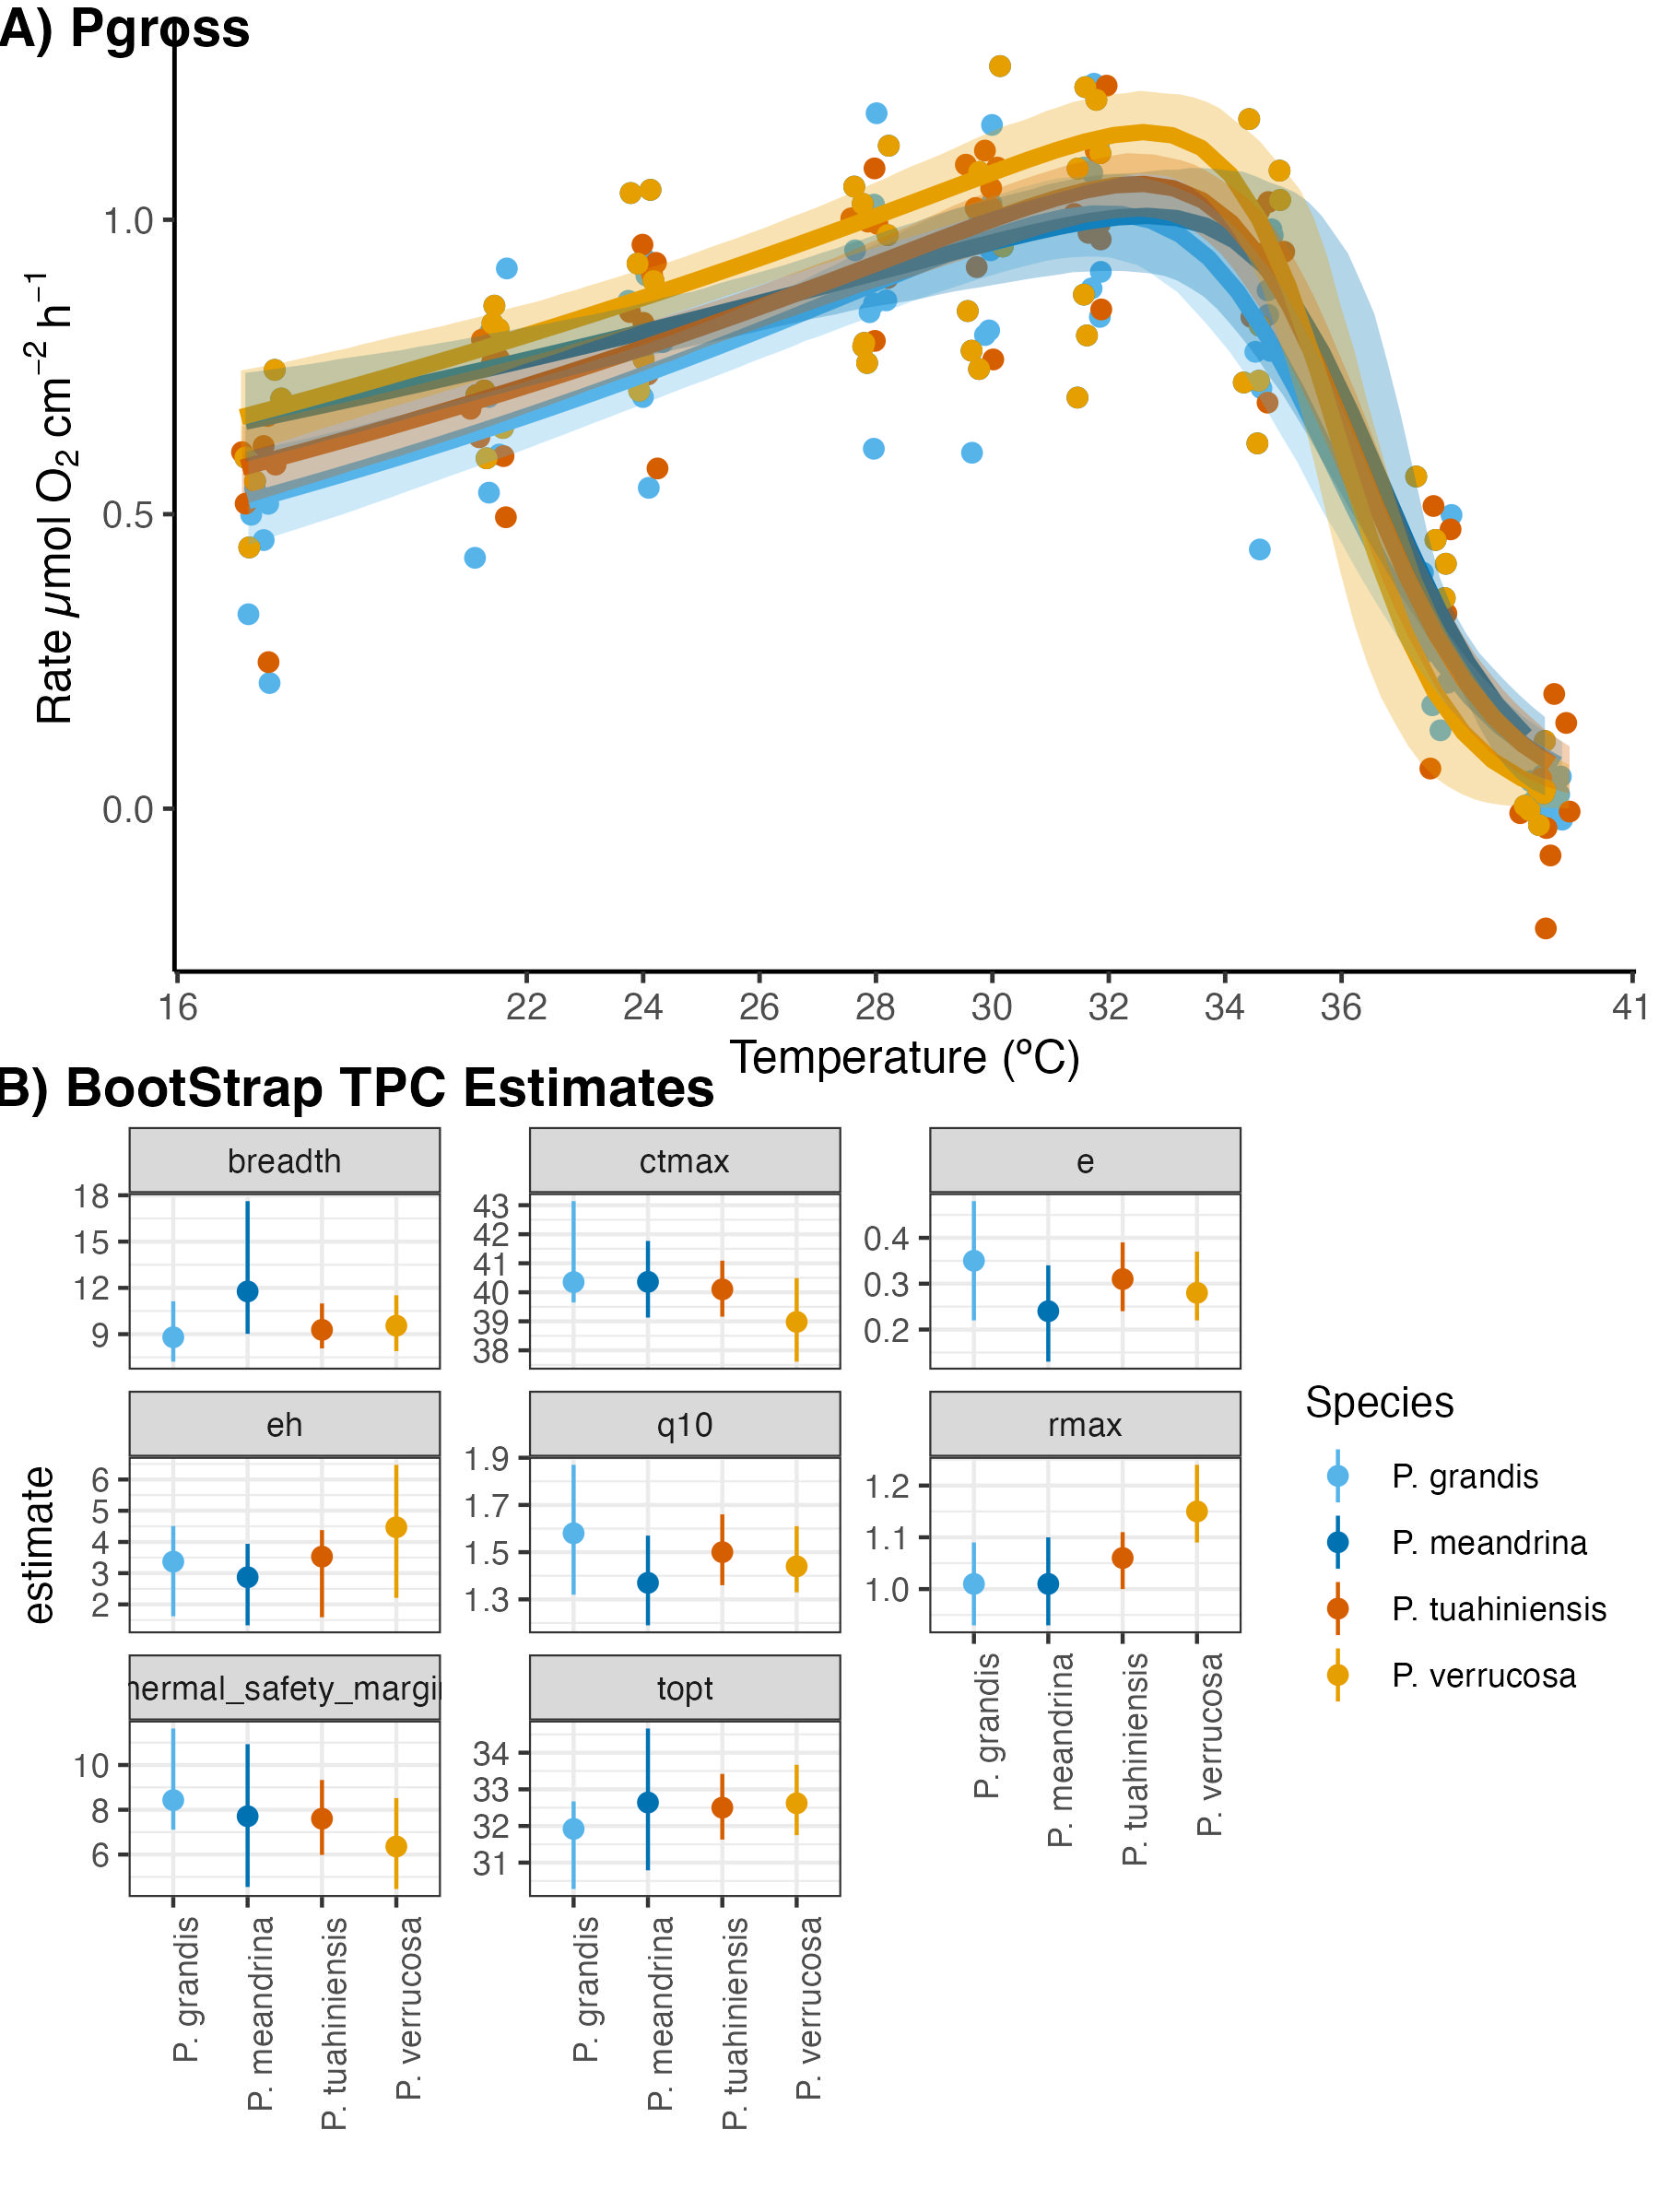 A) Pgross
Rate μmol O₂ cm⁻² h⁻¹
1.0
0.5
0.0
16 22 24 26 28 30 32 34 36 41
Temperature (ºC)
B) BootStrap TPC Estimates
estimate
breadth
18
15
12
9
ctmax
43
42
41
40
39
38
e
0.4
0.3
0.2
eh
6
5
4
3
2
q10
1.9
1.7
1.5
1.3
rmax
1.2
1.1
1.0
P. grandis
P. meandrina
P. tuahiniensis
P. verrucosa
hermal_safety_margi
10
8
6
P. grandis
P. meandrina
P. tuahiniensis
P. verrucosa
topt
34
33
32
31
P. grandis
P. meandrina
P. tuahiniensis
P. verrucosa
Species
P. grandis
P. meandrina
P. tuahiniensis
P. verrucosa